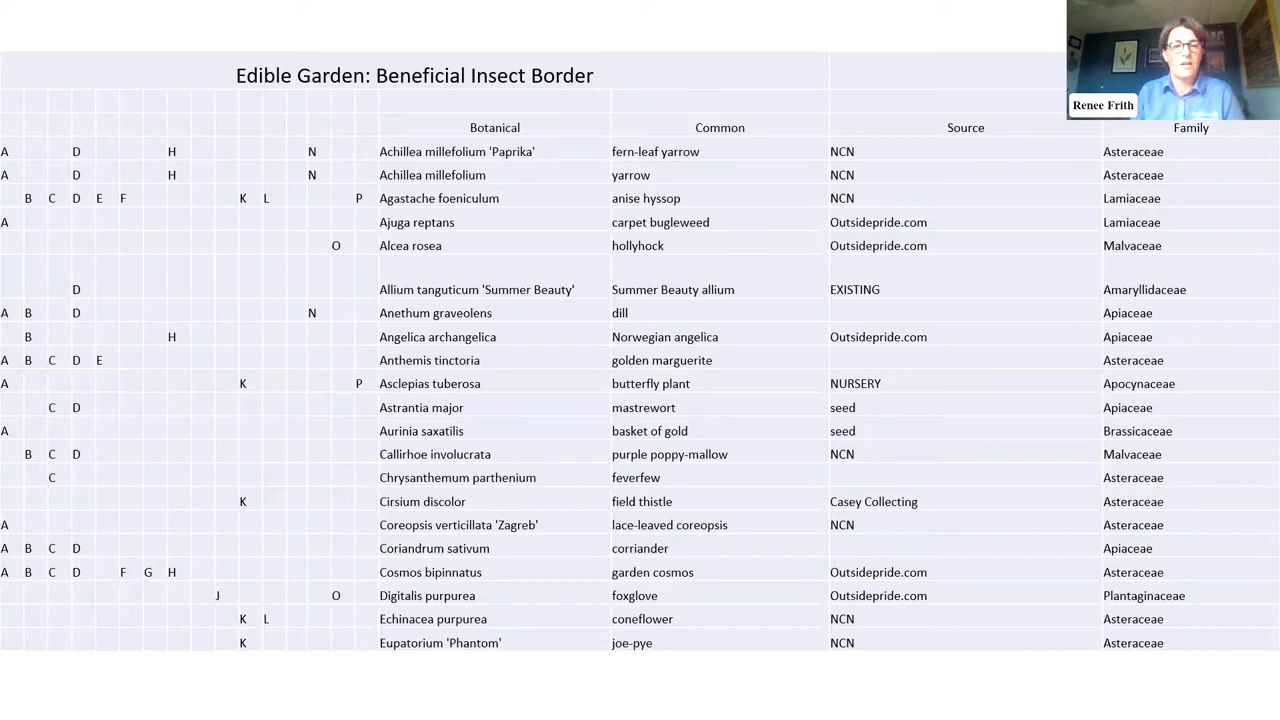 Edible Garden: Beneficial Insect Border
Renee Frith
Botanical Common Source Family
A D H N Achillea millefolium 'Paprika' fern-leaf yarrow NCN Asteraceae
A D H N Achillea millefolium yarrow NCN Asteraceae
B C D E F K L P Agastache foeniculum anise hyssop NCN Lamiaceae
A Ajuga reptans carpet bugleweed Outsidepride.com Lamiaceae
O Alcea rosea hollyhock Outsidepride.com Malvaceae
D Allium tanguticum 'Summer Beauty' Summer Beauty allium EXISTING Amaryllidaceae
A B D N Anethum graveolens dill Apiaceae
B H Angelica archangelica Norwegian angelica Outsidepride.com Apiaceae
A B C D E Anthemis tinctoria golden marguerite Asteraceae
A K P Asclepias tuberosa butterfly plant NURSERY Apocynaceae
C D Astrantia major mastrewort seed Apiaceae
A Aurinia saxatilis basket of gold seed Brassicaceae
B C D Callirhoe involucrata purple poppy-mallow NCN Malvaceae
C Chrysanthemum parthenium feverfew Asteraceae
K Cirsium discolor field thistle Casey Collecting Asteraceae
A Coreopsis verticillata 'Zagreb' lace-leaved coreopsis NCN Asteraceae
A B C D Coriandrum sativum corriander Apiaceae
A B C D F G H Cosmos bipinnatus garden cosmos Outsidepride.com Asteraceae
J O Digitalis purpurea foxglove Outsidepride.com Plantaginaceae
K L Echinacea purpurea coneflower NCN Asteraceae
K Eupatorium 'Phantom' joe-pye NCN Asteraceae